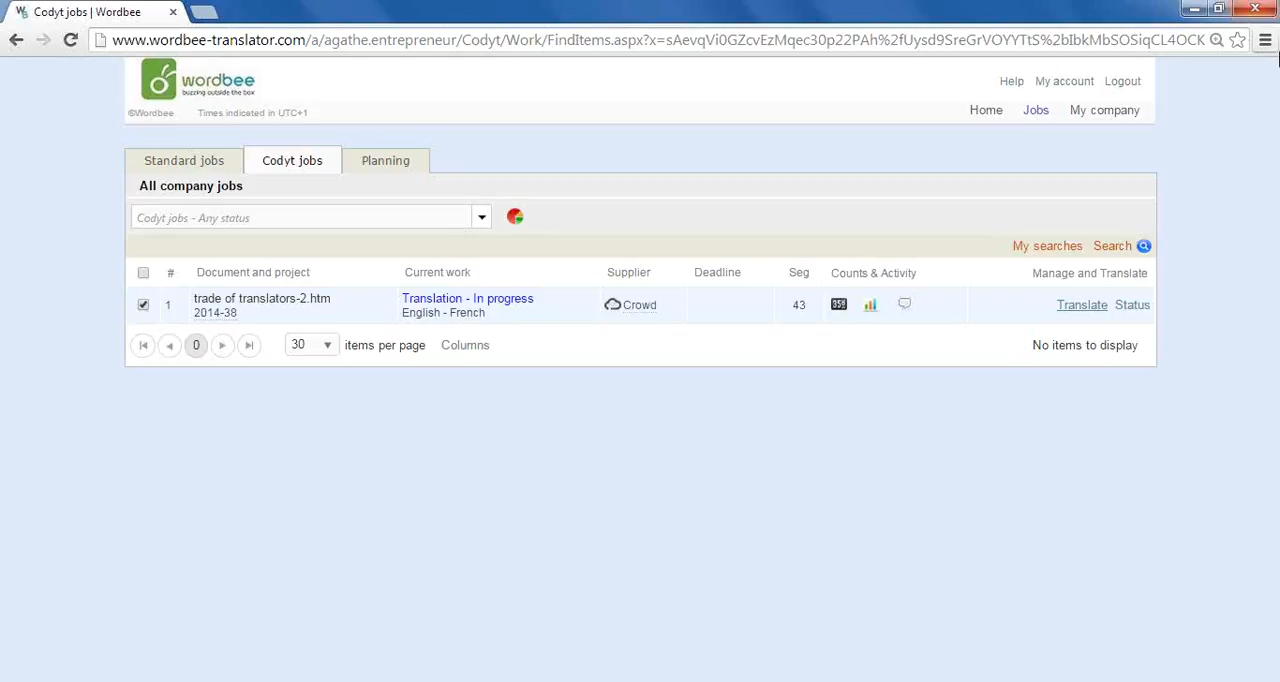 Codyt jobs | Wordbee
www.wordbee-translator.com/a/agathe.entrepreneur/Codyt/Work/FindItems.aspx?x=sAevqVi0GZcvEzMqec30p22PAh%2fUysd9SreGrVOYYTtS%2bIbkMbSOSiqCL4OCK
wordbee
buzzing outside the box
Help My account Logout
©Wordbee Times indicated in UTC+1
Home Jobs My company
Standard jobs Codyt jobs Planning
All company jobs
Codyt jobs - Any status
My searches Search
# Document and project Current work Supplier Deadline Seg Counts & Activity Manage and Translate
1 trade of translators-2.htm Translation - In progress Crowd 43 Translate Status
2014-38 English - French
0 30 items per page Columns No items to display